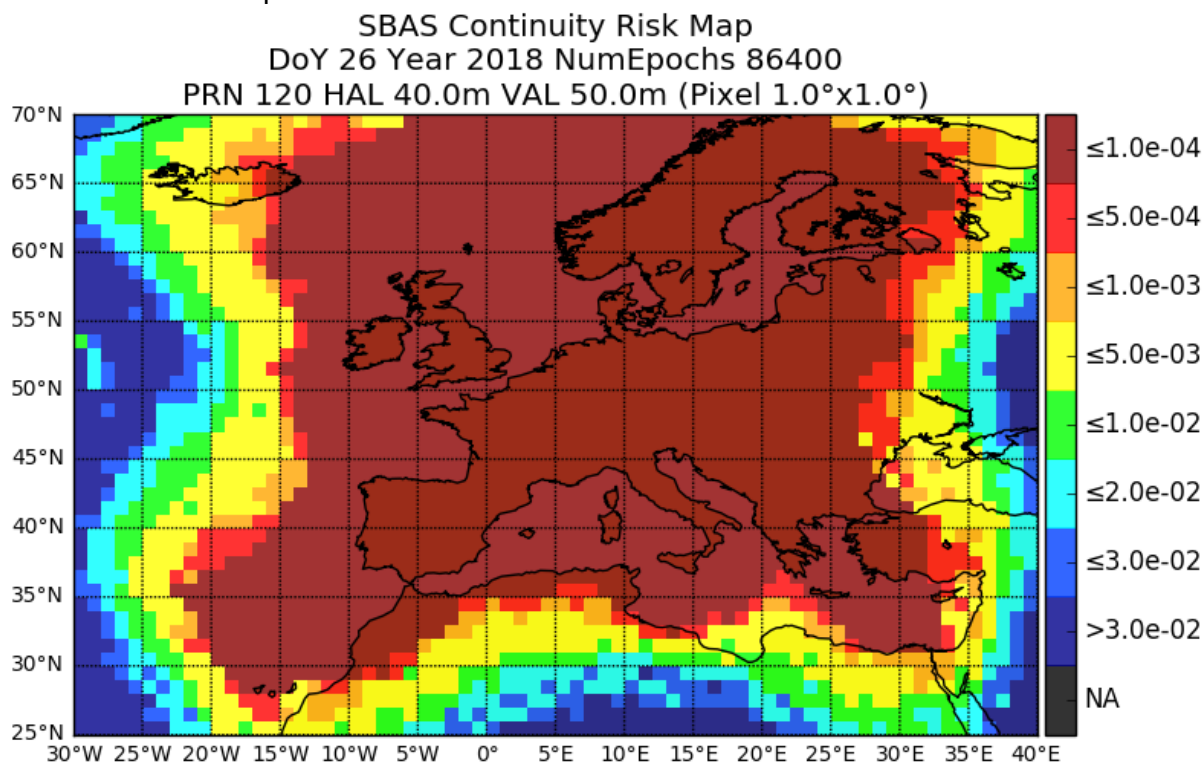 SBAS Continuity Risk Map
DoY 26 Year 2018 NumEpochs 86400
PRN 120 HAL 40.0m VAL 50.0m (Pixel 1.0°x1.0°)
70°N
65°N
60°N
55°N
50°N
45°N
40°N
35°N
30°N
25°N
30°W 25°W 20°W 15°W 10°W 5°W 0° 5°E 10°E 15°E 20°E 25°E 30°E 35°E 40°E
≤1.0e-04
≤5.0e-04
≤1.0e-03
≤5.0e-03
≤1.0e-02
≤2.0e-02
≤3.0e-02
>3.0e-02
NA